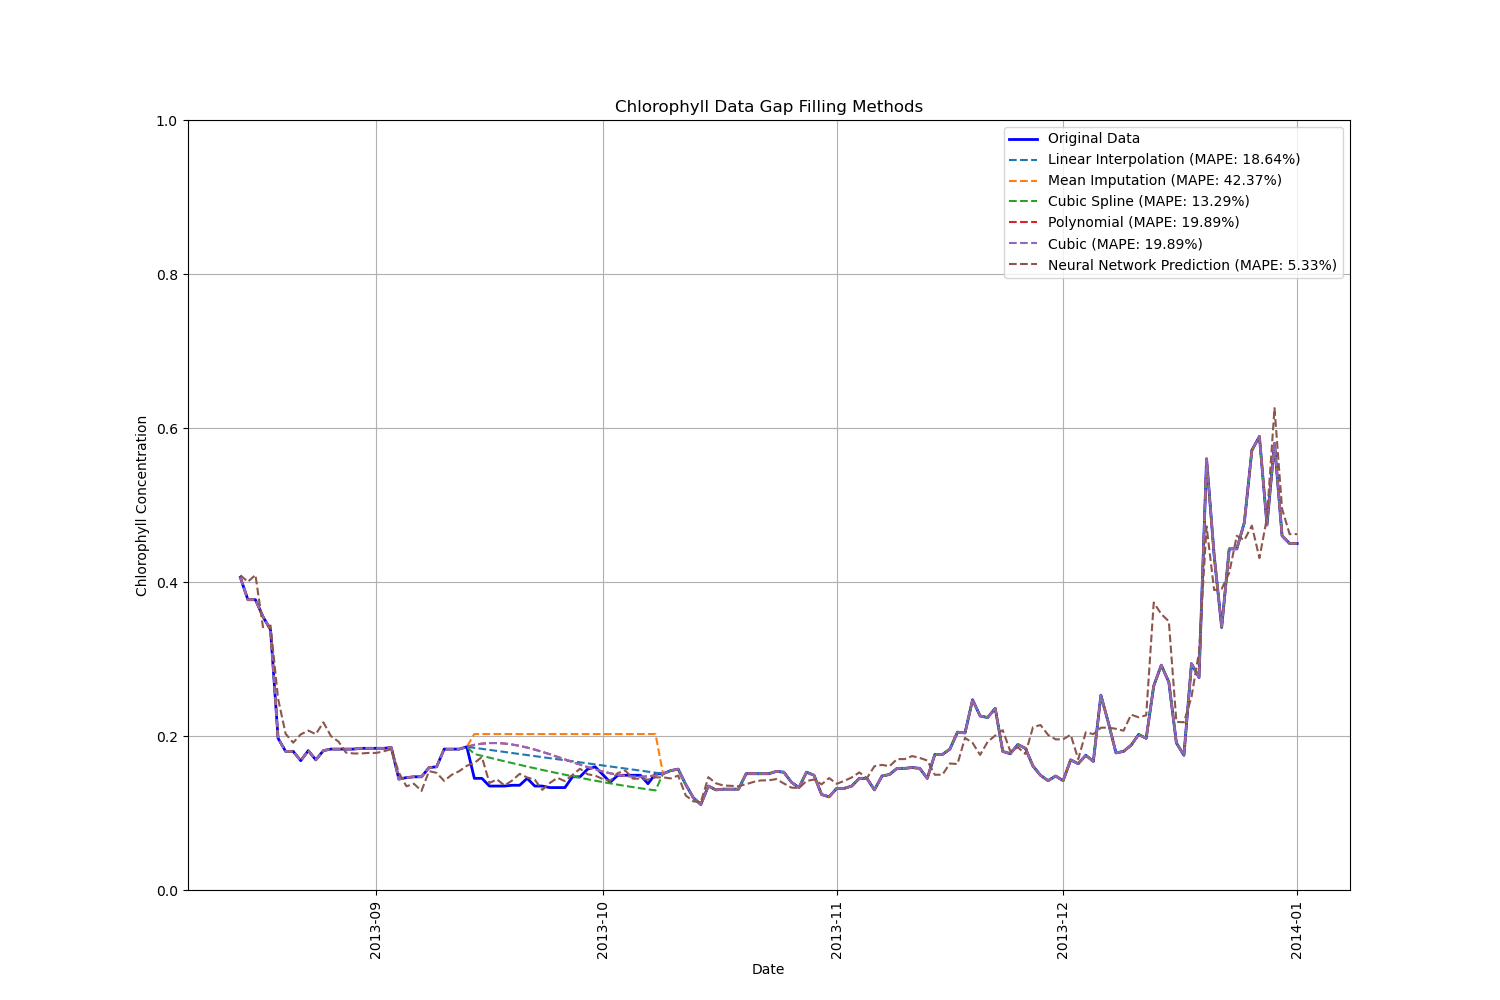 Chlorophyll Data Gap Filling Methods
1.0
0.8
0.6
0.4
0.2
0.0
Chlorophyll Concentration
Original Data
Linear Interpolation (MAPE: 18.64%)
Mean Imputation (MAPE: 42.37%)
Cubic Spline (MAPE: 13.29%)
Polynomial (MAPE: 19.89%)
Cubic (MAPE: 19.89%)
Neural Network Prediction (MAPE: 5.33%)
2013-09
2013-10
2013-11
2013-12
2014-01
Date